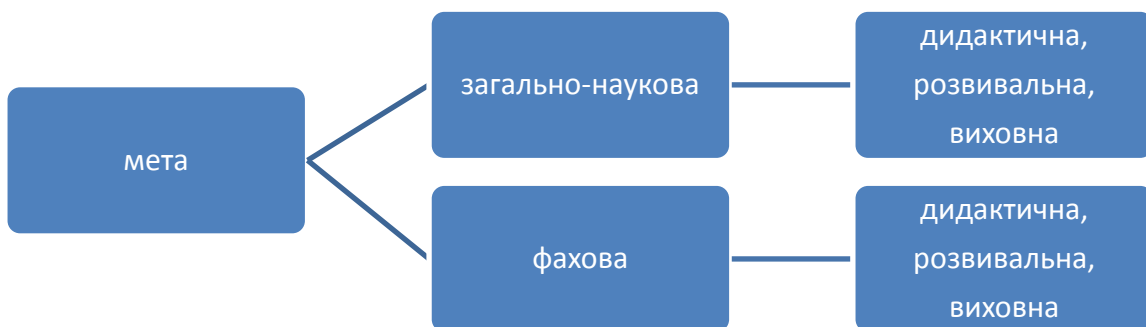 мета
загально-наукова
дидактична,
розвивальна,
виховна
фахова
дидактична,
розвивальна,
виховна